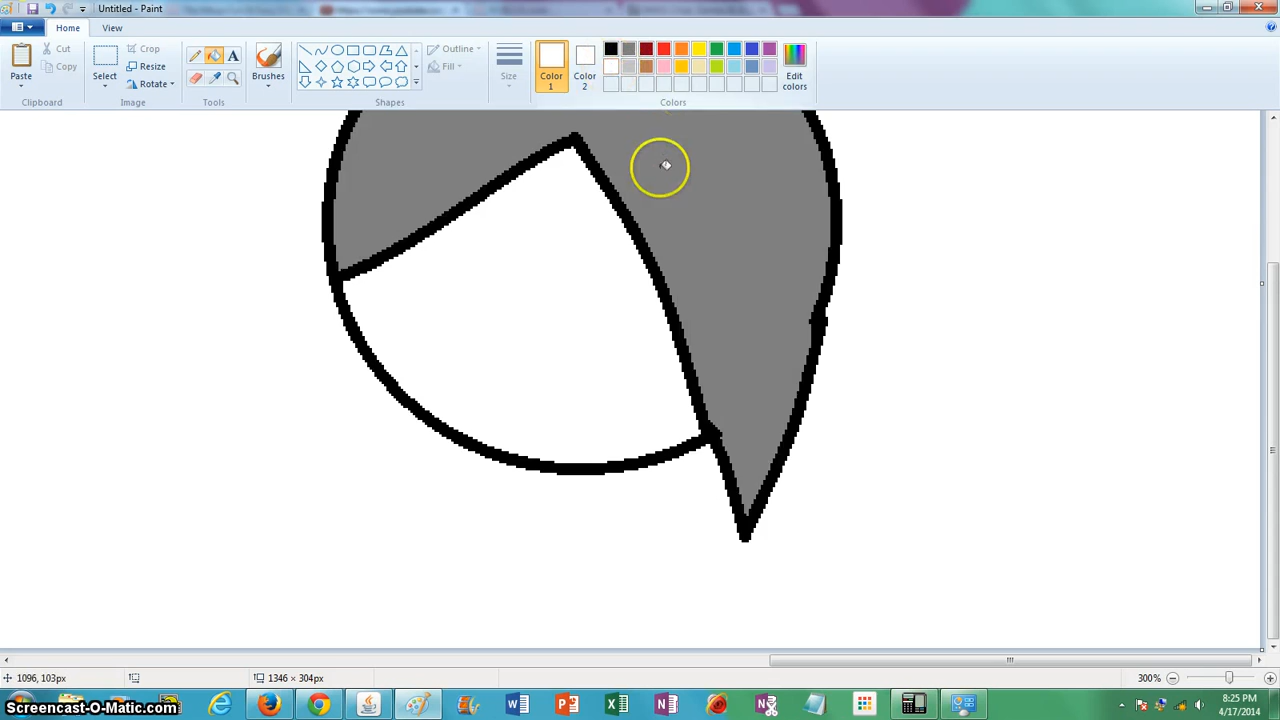 Untitled - Paint
Home
View
Paste
Cut
Copy
Clipboard
Select
Crop
Resize
Rotate
Image
Tools
Brushes
Shapes
Outline
Fill
Size
Color 1
Color 2
Edit colors
Colors
1096, 103px
1346 × 304px
300%
Screencast-O-Matic.com
8:25 PM
4/17/2014